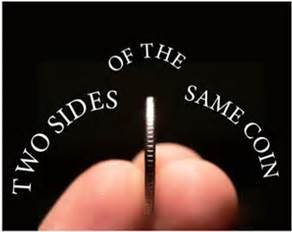 TWO SIDES
OF THE
SAME COIN